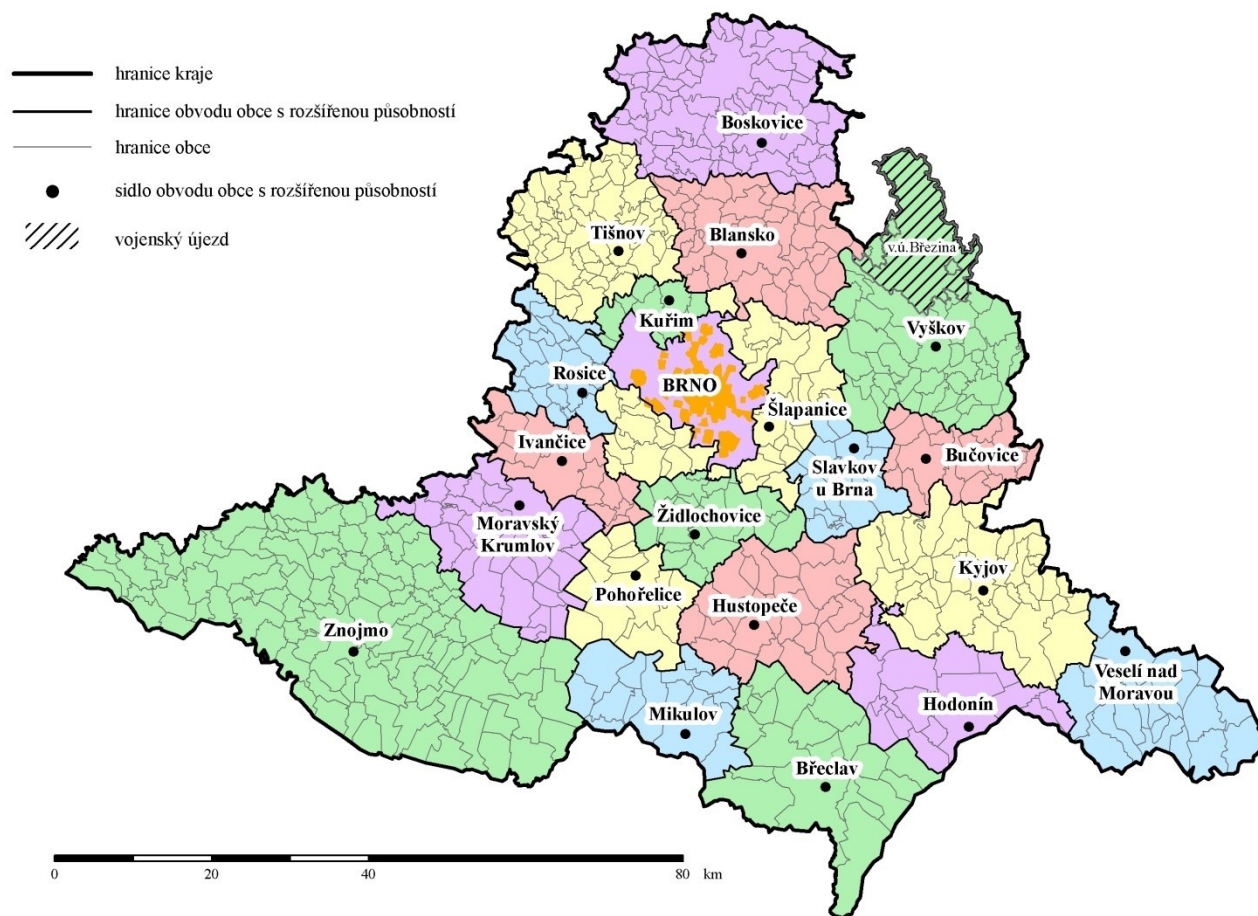 hranice kraje
hranice obvodu obce s rozšířenou působností
hranice obce
sídlo obvodu obce s rozšířenou působností
vojenský újezd
Boskovice
Tišnov
Blansko
v.ú.Březina
Kuřim
Vyškov
Rosice
BRNO
Šlapanice
Ivančice
Slavkov
u Brna
Bučovice
Moravský
Krumlov
Židlochovice
Pohořelice
Hustopeče
Kyjov
Znojmo
Veselí nad
Moravou
Mikulov
Hodonín
Břeclav
0
20
40
80
km